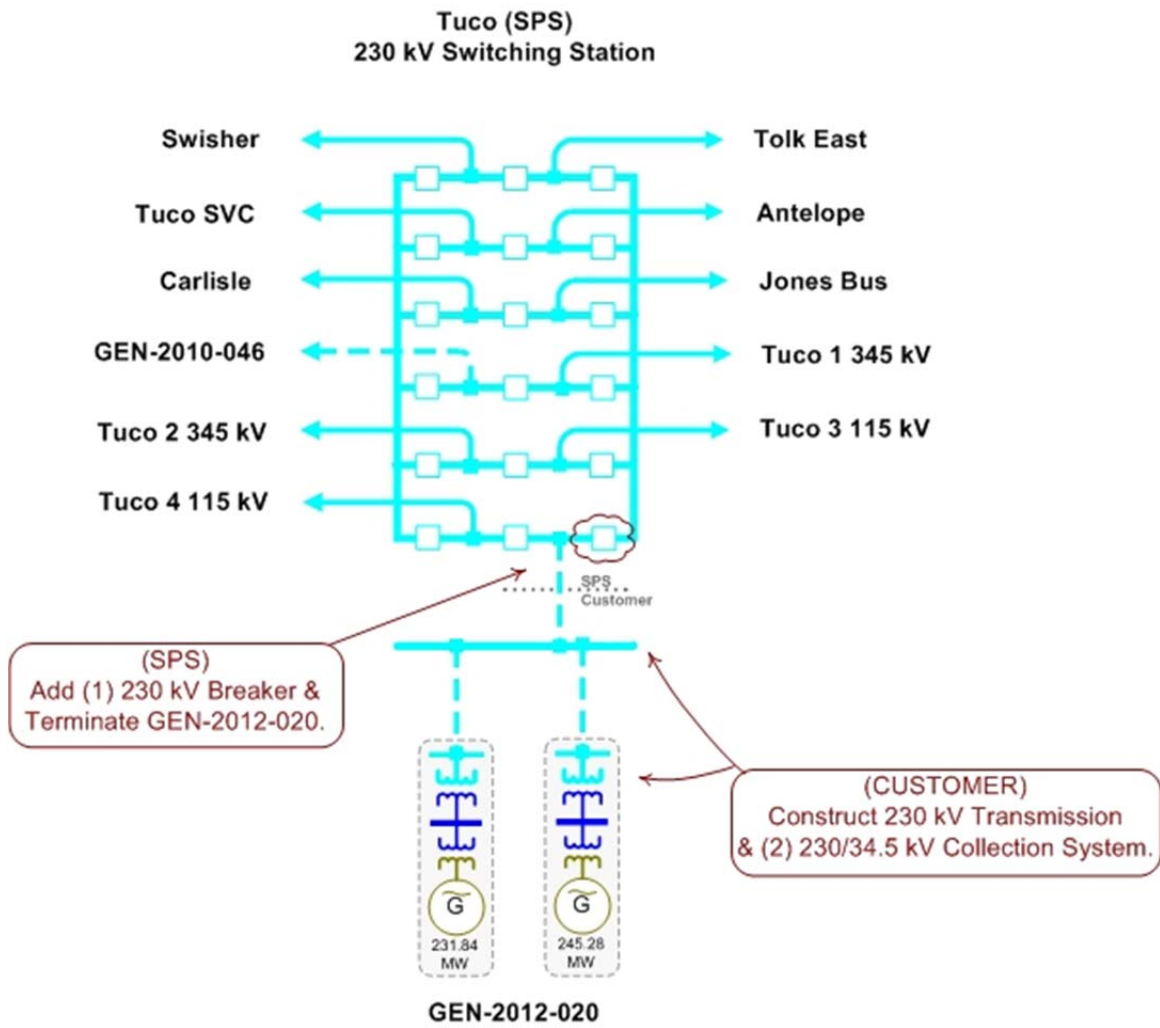 Tuco (SPS)
230 kV Switching Station
Swisher
Tolk East
Tuco SVC
Antelope
Carlisle
Jones Bus
GEN-2010-046
Tuco 1 345 kV
Tuco 2 345 kV
Tuco 3 115 kV
Tuco 4 115 kV
SPS
Customer
(SPS)
Add (1) 230 kV Breaker &
Terminate GEN-2012-020.
(CUSTOMER)
Construct 230 kV Transmission
& (2) 230/34.5 kV Collection System.
G
G
231.84
MW
245.28
MW
GEN-2012-020